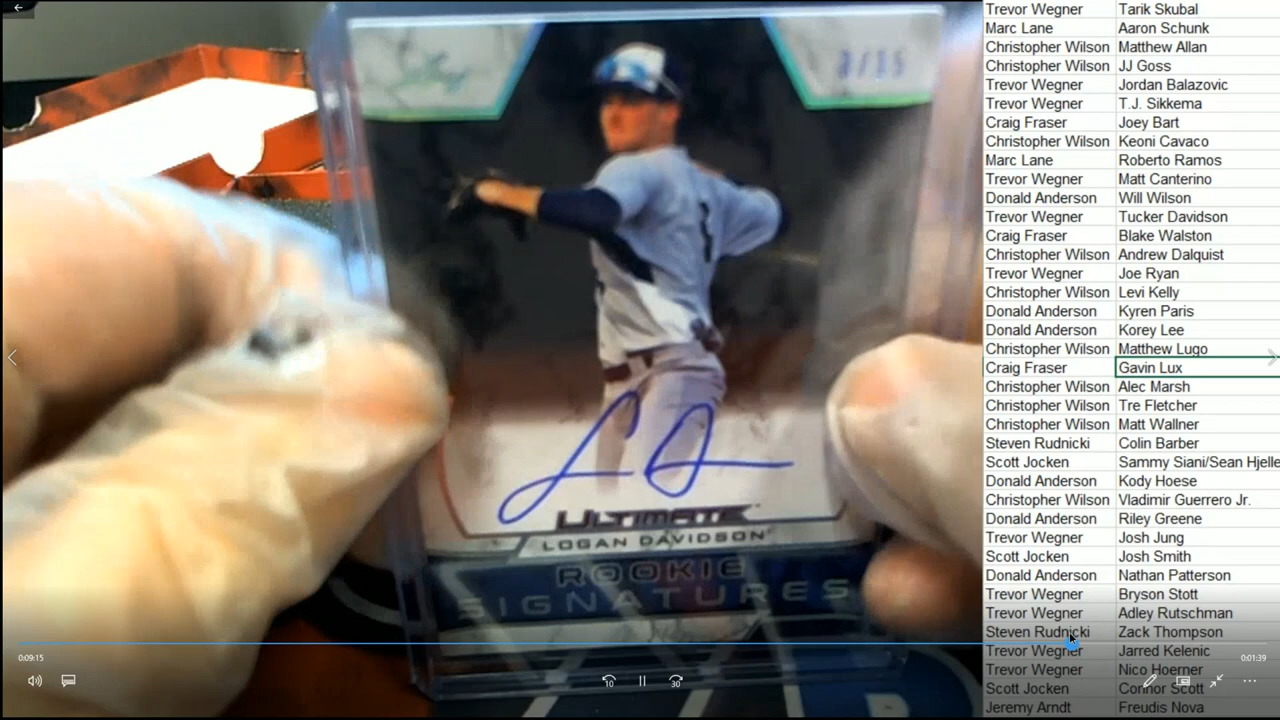 3/15
1
ULTIMATE
LOGAN DAVIDSON
ROOKIE
SIGNATURES
Trevor Wegner Tarik Skubal
Marc Lane Aaron Schunk
Christopher Wilson Matthew Allan
Christopher Wilson JJ Goss
Trevor Wegner Jordan Balazovic
Trevor Wegner T.J. Sikkema
Craig Fraser Joey Bart
Christopher Wilson Keoni Cavaco
Marc Lane Roberto Ramos
Trevor Wegner Matt Canterino
Donald Anderson Will Wilson
Trevor Wegner Tucker Davidson
Craig Fraser Blake Walston
Christopher Wilson Andrew Dalquist
Trevor Wegner Joe Ryan
Christopher Wilson Levi Kelly
Donald Anderson Kyren Paris
Donald Anderson Korey Lee
Christopher Wilson Matthew Lugo
Craig Fraser Gavin Lux
Christopher Wilson Alec Marsh
Christopher Wilson Tre Fletcher
Christopher Wilson Matt Wallner
Steven Rudnicki Colin Barber
Scott Jocken Sammy Siani/Sean Hjelle
Donald Anderson Kody Hoese
Christopher Wilson Vladimir Guerrero Jr.
Donald Anderson Riley Greene
Trevor Wegner Josh Jung
Scott Jocken Josh Smith
Donald Anderson Nathan Patterson
Trevor Wegner Bryson Stott
Trevor Wegner Adley Rutschman
Steven Rudnicki Zack Thompson
Trevor Wegner Jarred Kelenic
Trevor Wegner Nico Hoerner
Scott Jocken Connor Scott
Jeremy Arndt Freudis Nova
0:09:15
0:01:39
10
30